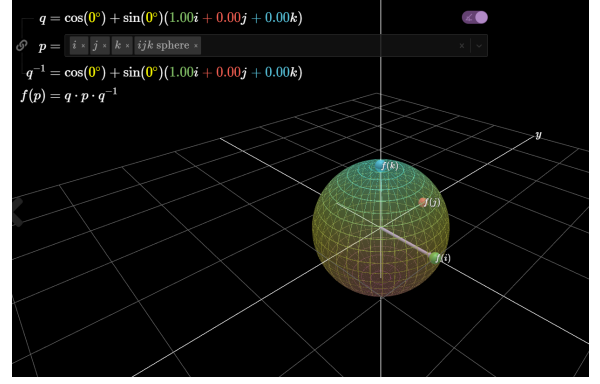 q = cos(0°) + sin(0°)(1.00i + 0.00j + 0.00k)
p = i × j × k × ijk sphere ×
q⁻¹ = cos(0°) + sin(0°)(1.00i + 0.00j + 0.00k)
f(p) = q · p · q⁻¹
y
f(k)
f(j)
f(i)